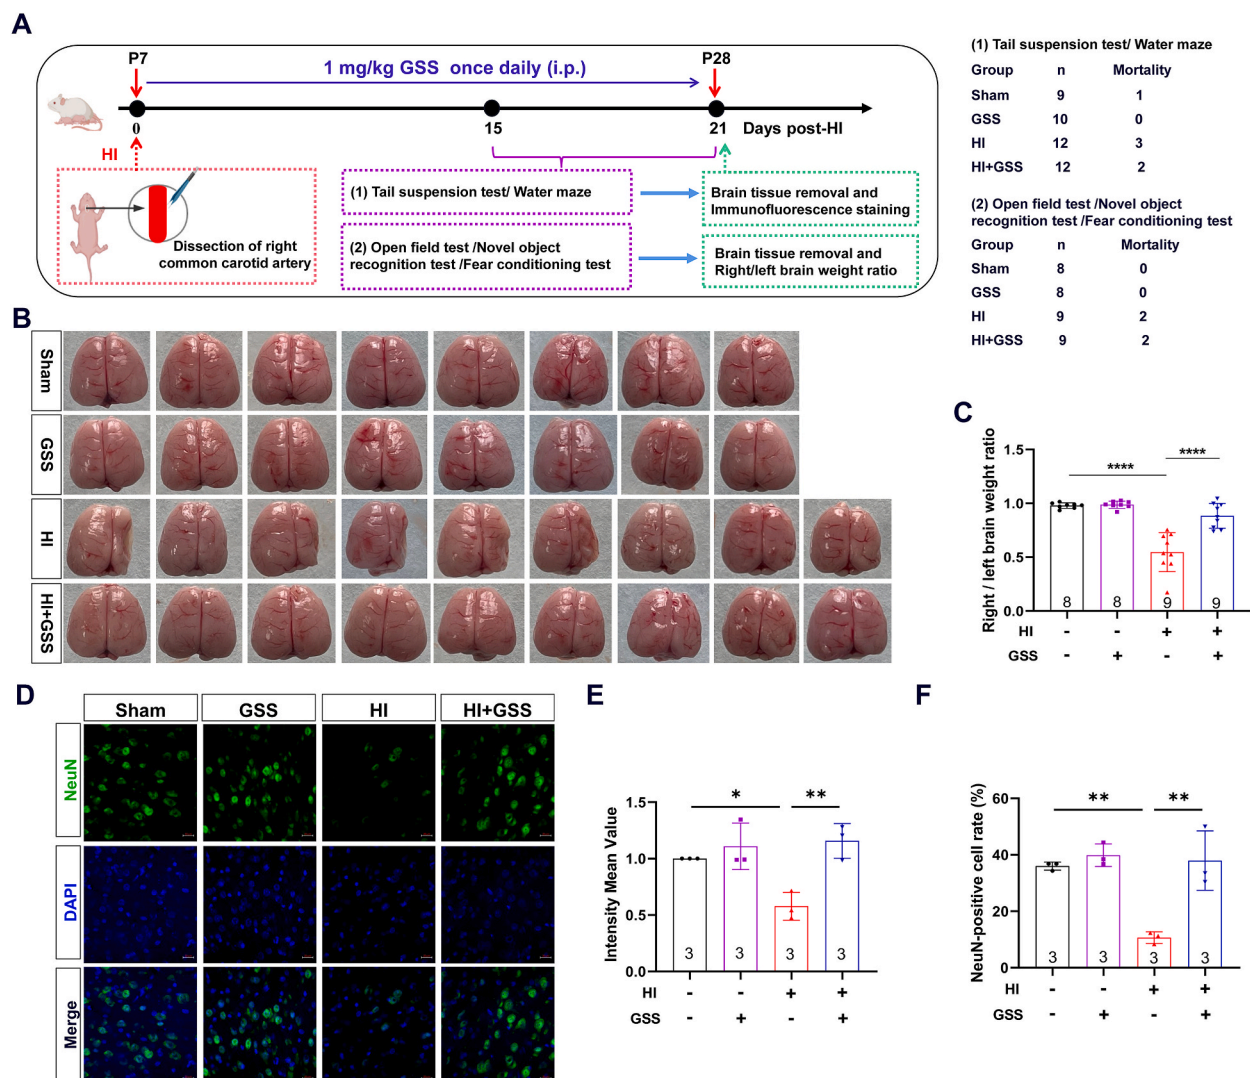 A
P7
P28
1 mg/kg GSS once daily (i.p.)
0
15
21
Days post-HI
HI
Dissection of right
common carotid artery
(1) Tail suspension test/ Water maze
(2) Open field test /Novel object
recognition test /Fear conditioning test
Brain tissue removal and
Immunofluorescence staining
Brain tissue removal and
Right/left brain weight ratio
(1) Tail suspension test/ Water maze
Group n Mortality
Sham 9 1
GSS 10 0
HI 12 3
HI+GSS 12 2
(2) Open field test /Novel object
recognition test /Fear conditioning test
Group n Mortality
Sham 8 0
GSS 8 0
HI 9 2
HI+GSS 9 2
B
Sham
GSS
HI
HI+GSS
C
Right / left brain weight ratio
1.5
1.0
0.5
0.0
**** ****
8 8 9 9
HI - - + +
GSS - + - +
D
Sham GSS HI HI+GSS
NeuN
DAPI
Merge
E
Intensity Mean Value
1.5
1.0
0.5
0.0
* **
3 3 3 3
HI - - + +
GSS - + - +
F
NeuN-positive cell rate (%)
60
40
20
0
** **
3 3 3 3
HI - - + +
GSS - + - +